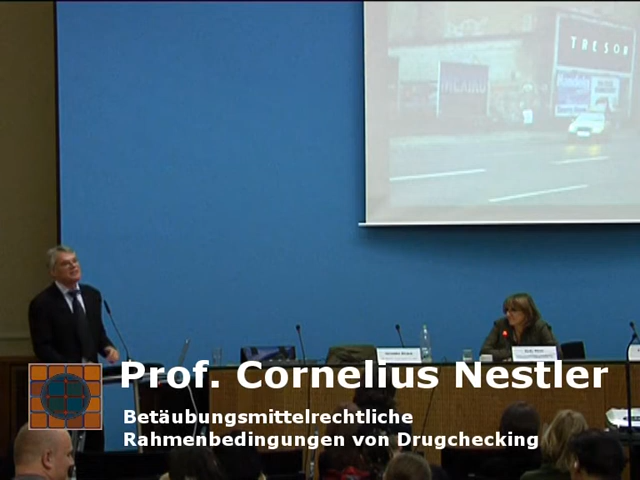 TRESOR
Prof. Cornelius Nestler
Betäubungsmittelrechtliche
Rahmenbedingungen von Drugchecking